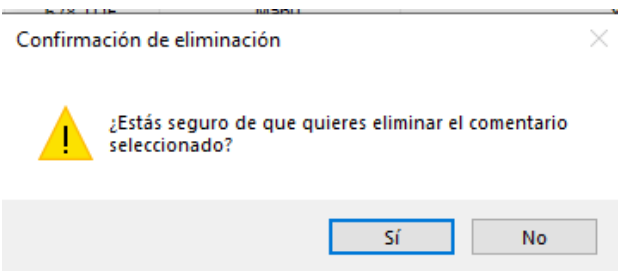 Confirmación de eliminación
¿Estás seguro de que quieres eliminar el comentario
seleccionado?
Sí
No